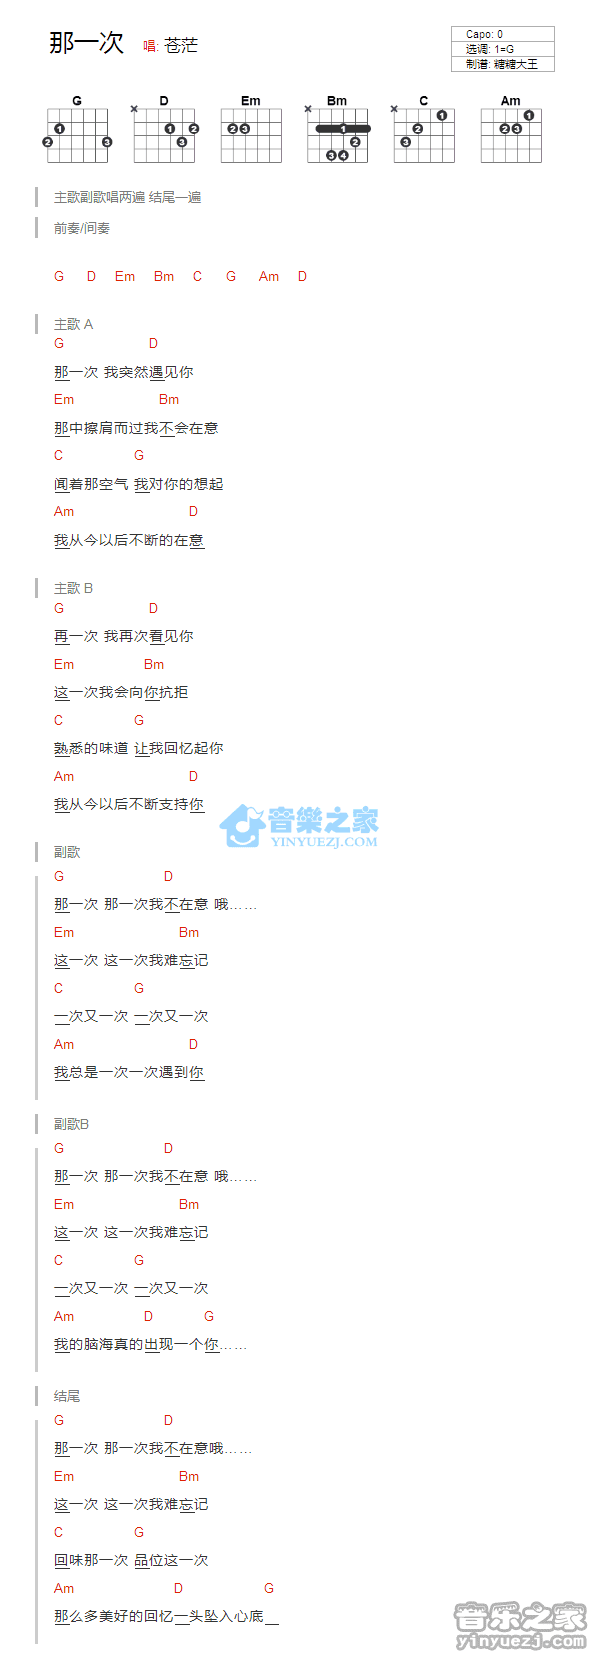 那一次 唱: 苍茫
Capo: 0
选调: 1=G
制谱: 糖糖大王
G D Em Bm C Am
主歌副歌唱两遍 结尾一遍
前奏/间奏
G D Em Bm C G Am D
主歌 A
G D
那一次 我突然遇见你
Em Bm
那中擦肩而过我不会在意
C G
闻着那空气 我对你的想起
Am D
我从今以后不断的在意
主歌 B
G D
再一次 我再次看见你
Em Bm
这一次我会向你抗拒
C G
熟悉的味道 让我回忆起你
Am D
我从今以后不断支持你
音樂之家
YINYUEZJ.COM
副歌
G D
那一次 那一次我不在意 哦……
Em Bm
这一次 这一次我难忘记
C G
一次又一次 一次又一次
Am D
我总是一次一次遇到你
副歌B
G D
那一次 那一次我不在意 哦……
Em Bm
这一次 这一次我难忘记
C G
一次又一次 一次又一次
Am D G
我的脑海真的出现一个你……
结尾
G D
那一次 那一次我不在意哦……
Em Bm
这一次 这一次我难忘记
C G
回味那一次 品位这一次
Am D G
那么多美好的回忆一头坠入心底
音乐之家
yinyuezj.com